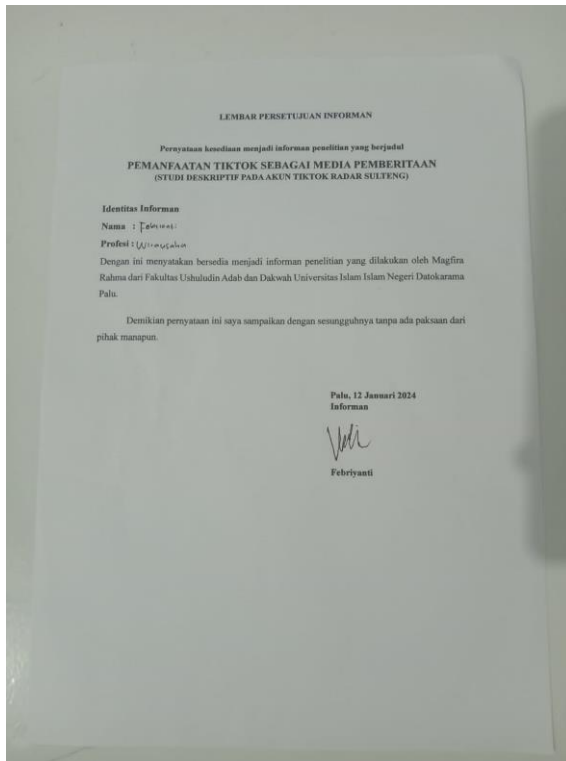 LEMBAR PERSETUJUAN INFORMAN
Pernyataan kesediaan menjadi informan penelitian yang berjudul
PEMANFAATAN TIKTOK SEBAGAI MEDIA PEMBERITAAN
(STUDI DESKRIPTIF PADA AKUN TIKTOK RADAR SULTENG)
Identitas Informan
Nama :
Profesi : Wirausaha
Dengan ini menyatakan bersedia menjadi informan penelitian yang dilakukan oleh Magfira
Rahma dari Fakultas Ushuludin Adab dan Dakwah Universitas Islam Islam Negeri Datokarama
Palu.
Demikian pernyataan ini saya sampaikan dengan sesungguhnya tanpa ada paksaan dari
pihak manapun.
Palu, 12 Januari 2024
Informan
Febriyanti